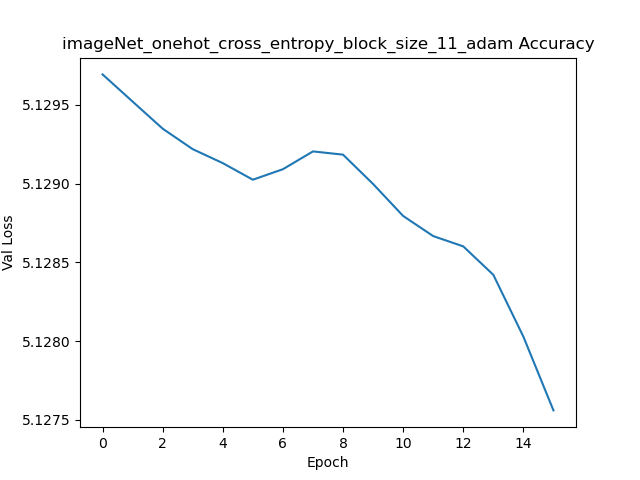 imageNet_onehot_cross_entropy_block_size_11_adam Accuracy
5.1295
5.1290
5.1285
5.1280
5.1275
Val Loss
0 2 4 6 8 10 12 14
Epoch